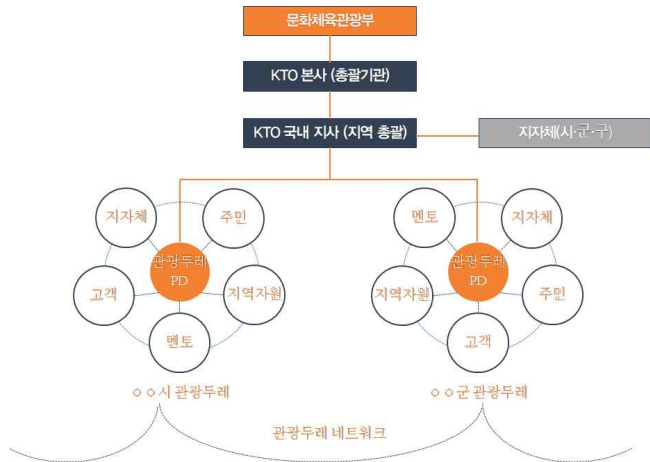 문화체육관광부
KTO 본사 (총괄기관)
KTO 국내 지사 (지역 총괄)
지자체(시·군·구)
지자체
주민
관광두레
PD
고객
지역자원
멘토
멘토
지자체
관광두레
PD
지역자원
주민
고객
○○시 관광두레
○○군 관광두레
관광두레 네트워크